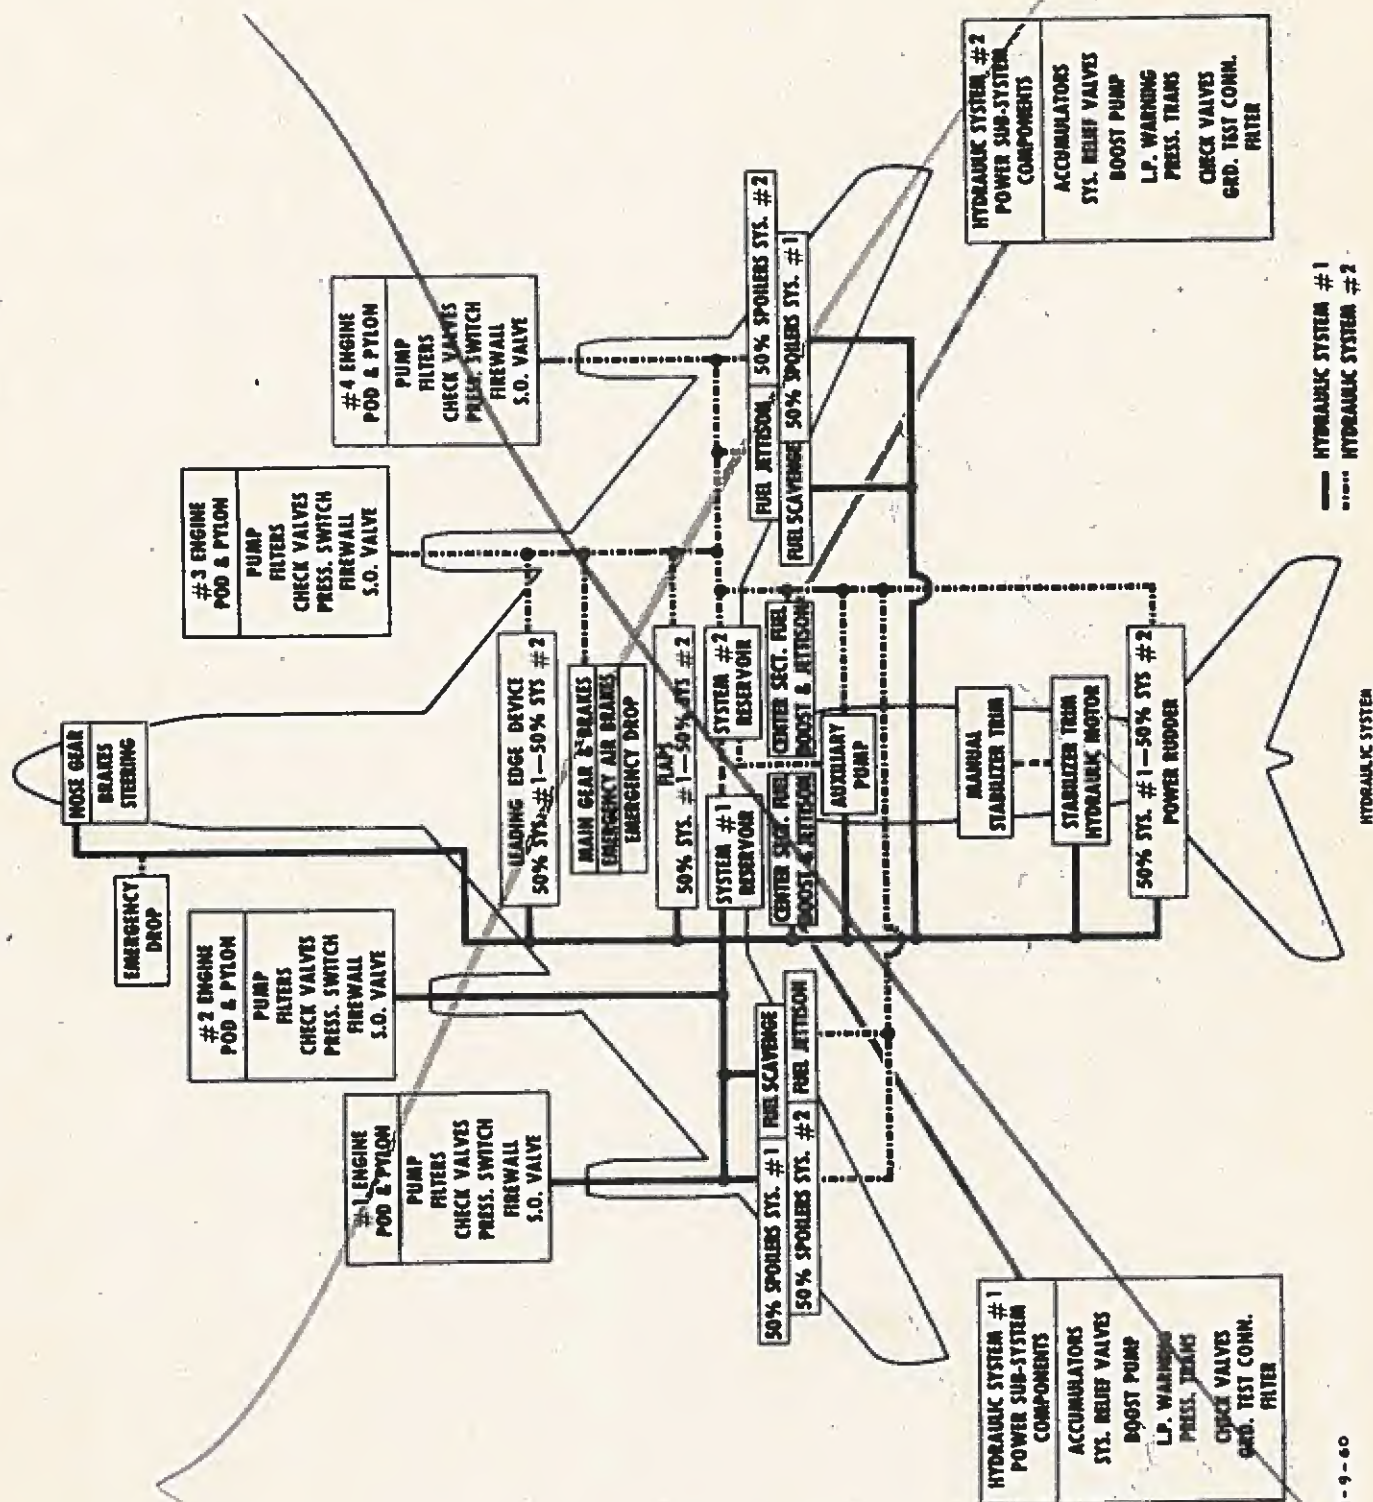 NOSE GEAR
BRAKES
STEERING
EMERGENCY
DROP
#3 ENGINE
POD & PYLON
PUMP
FILTERS
CHECK VALVES
PRESS. SWITCH
FIREWALL
S.O. VALVE
#2 ENGINE
POD & PYLON
PUMP
FILTERS
CHECK VALVES
PRESS. SWITCH
FIREWALL
S.O. VALVE
#4 ENGINE
POD & PYLON
PUMP
FILTERS
CHECK VALVES
PRESS. SWITCH
FIREWALL
S.O. VALVE
#1 ENGINE
POD & PYLON
PUMP
FILTERS
CHECK VALVES
PRESS. SWITCH
FIREWALL
S.O. VALVE
LEADING EDGE DEVICE
50% SYS. #1—50% SYS #2
MAIN GEAR & BRAKES
EMERGENCY AIR BRAKES
EMERGENCY DROP
FLAPS
50% SYS. #1—50% SYS #2
SYSTEM #1
RESERVOIR
SYSTEM #2
RESERVOIR
CENTER SECT. FUEL
BOOST & JETTISON
CENTER SECT. FUEL
BOOST & JETTISON
AUXILIARY
PUMP
FUEL SCAVENGE
50% SPOILERS SYS. #1
FUEL JETTISON
50% SPOILERS SYS. #2
FUEL JETTISON
50% SPOILERS SYS. #2
FUEL SCAVENGE
50% SPOILERS SYS. #1
MANUAL
STABILIZER TRIM
STABILIZER TRIM
HYDRAULIC MOTOR
50% SYS. #1—50% SYS #2
POWER RUDDER
HYDRAULIC SYSTEM #1
POWER SUB-SYSTEM
COMPONENTS
ACCUMULATORS
SYS. RELIEF VALVES
BOOST PUMP
L.P. WARNING
PRESS. TRANS
CHECK VALVES
GRD. TEST CONN.
FILTER
HYDRAULIC SYSTEM #2
POWER SUB-SYSTEM
COMPONENTS
ACCUMULATORS
SYS. RELIEF VALVES
BOOST PUMP
L.P. WARNING
PRESS. TRANS
CHECK VALVES
GRD. TEST CONN.
FILTER
HYDRAULIC SYSTEM #1
HYDRAULIC SYSTEM #2
HYDRAULIC SYSTEM
-9-60